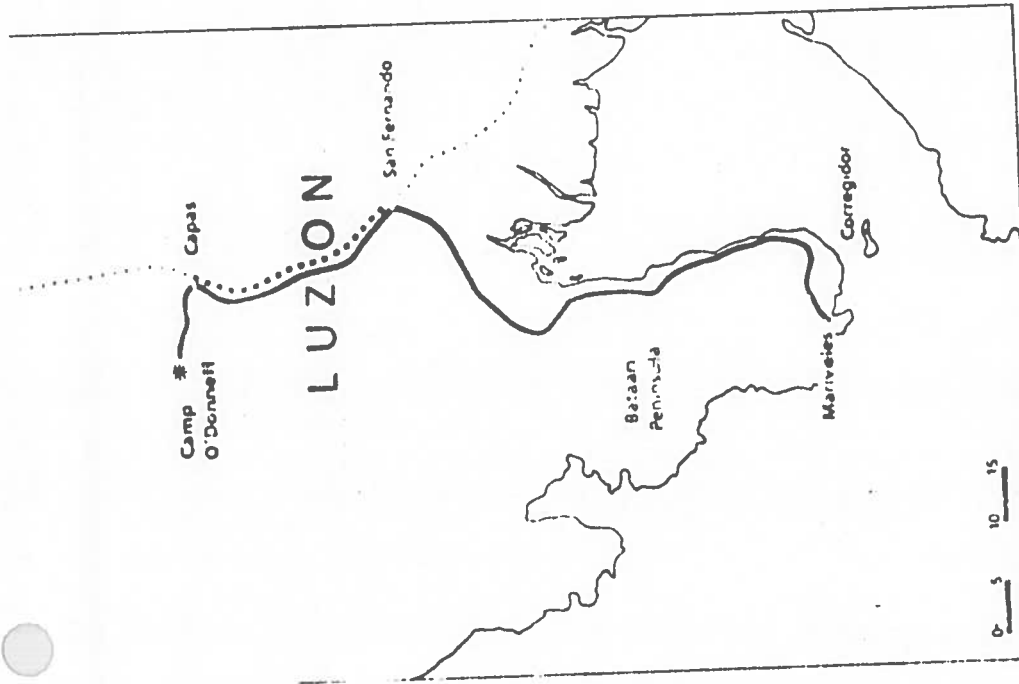 Capas
Camp
O'Donnell
LUZON
San Fernando
Bataan
Peninsula
Mariveles
Corregidor
0 5 10 15